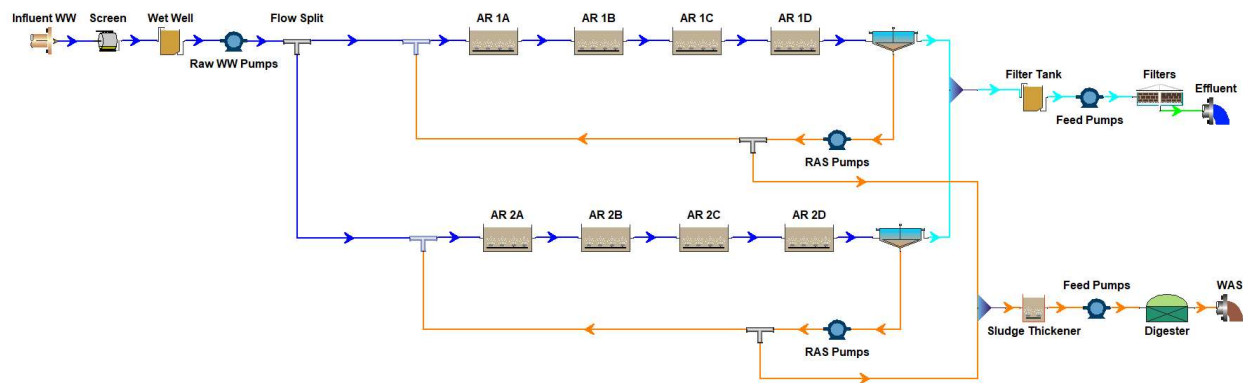 Influent WW
Screen
Wet Well
Raw WW Pumps
Flow Split
AR 1A
AR 1B
AR 1C
AR 1D
Filter Tank
Feed Pumps
Filters
Effluent
RAS Pumps
AR 2A
AR 2B
AR 2C
AR 2D
RAS Pumps
Sludge Thickener
Feed Pumps
Digester
WAS